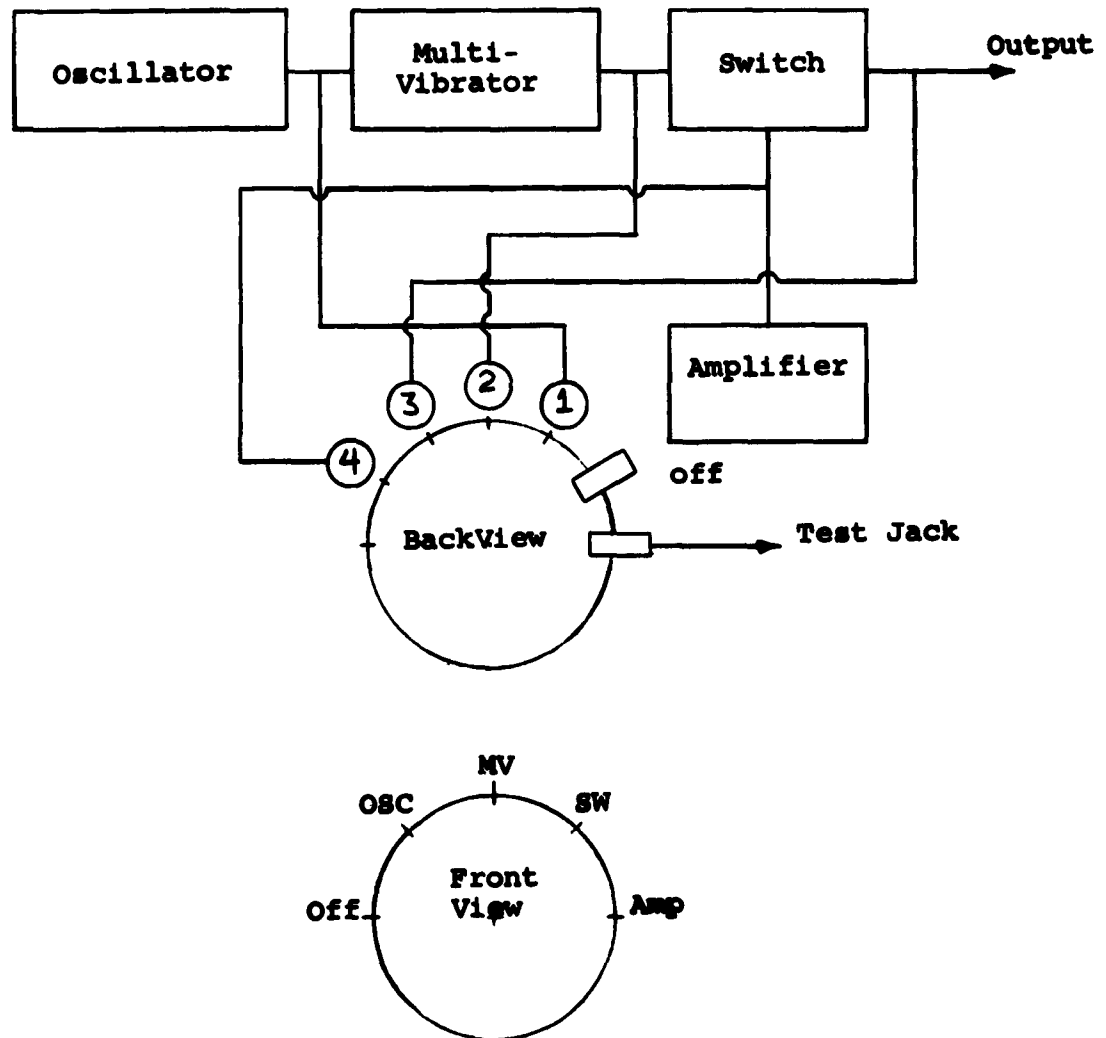 Oscillator
Multi-
Vibrator
Switch
Output
Amplifier
3
2
1
4
off
BackView
Test Jack
MV
OSC
SW
Front
View
Off
Amp